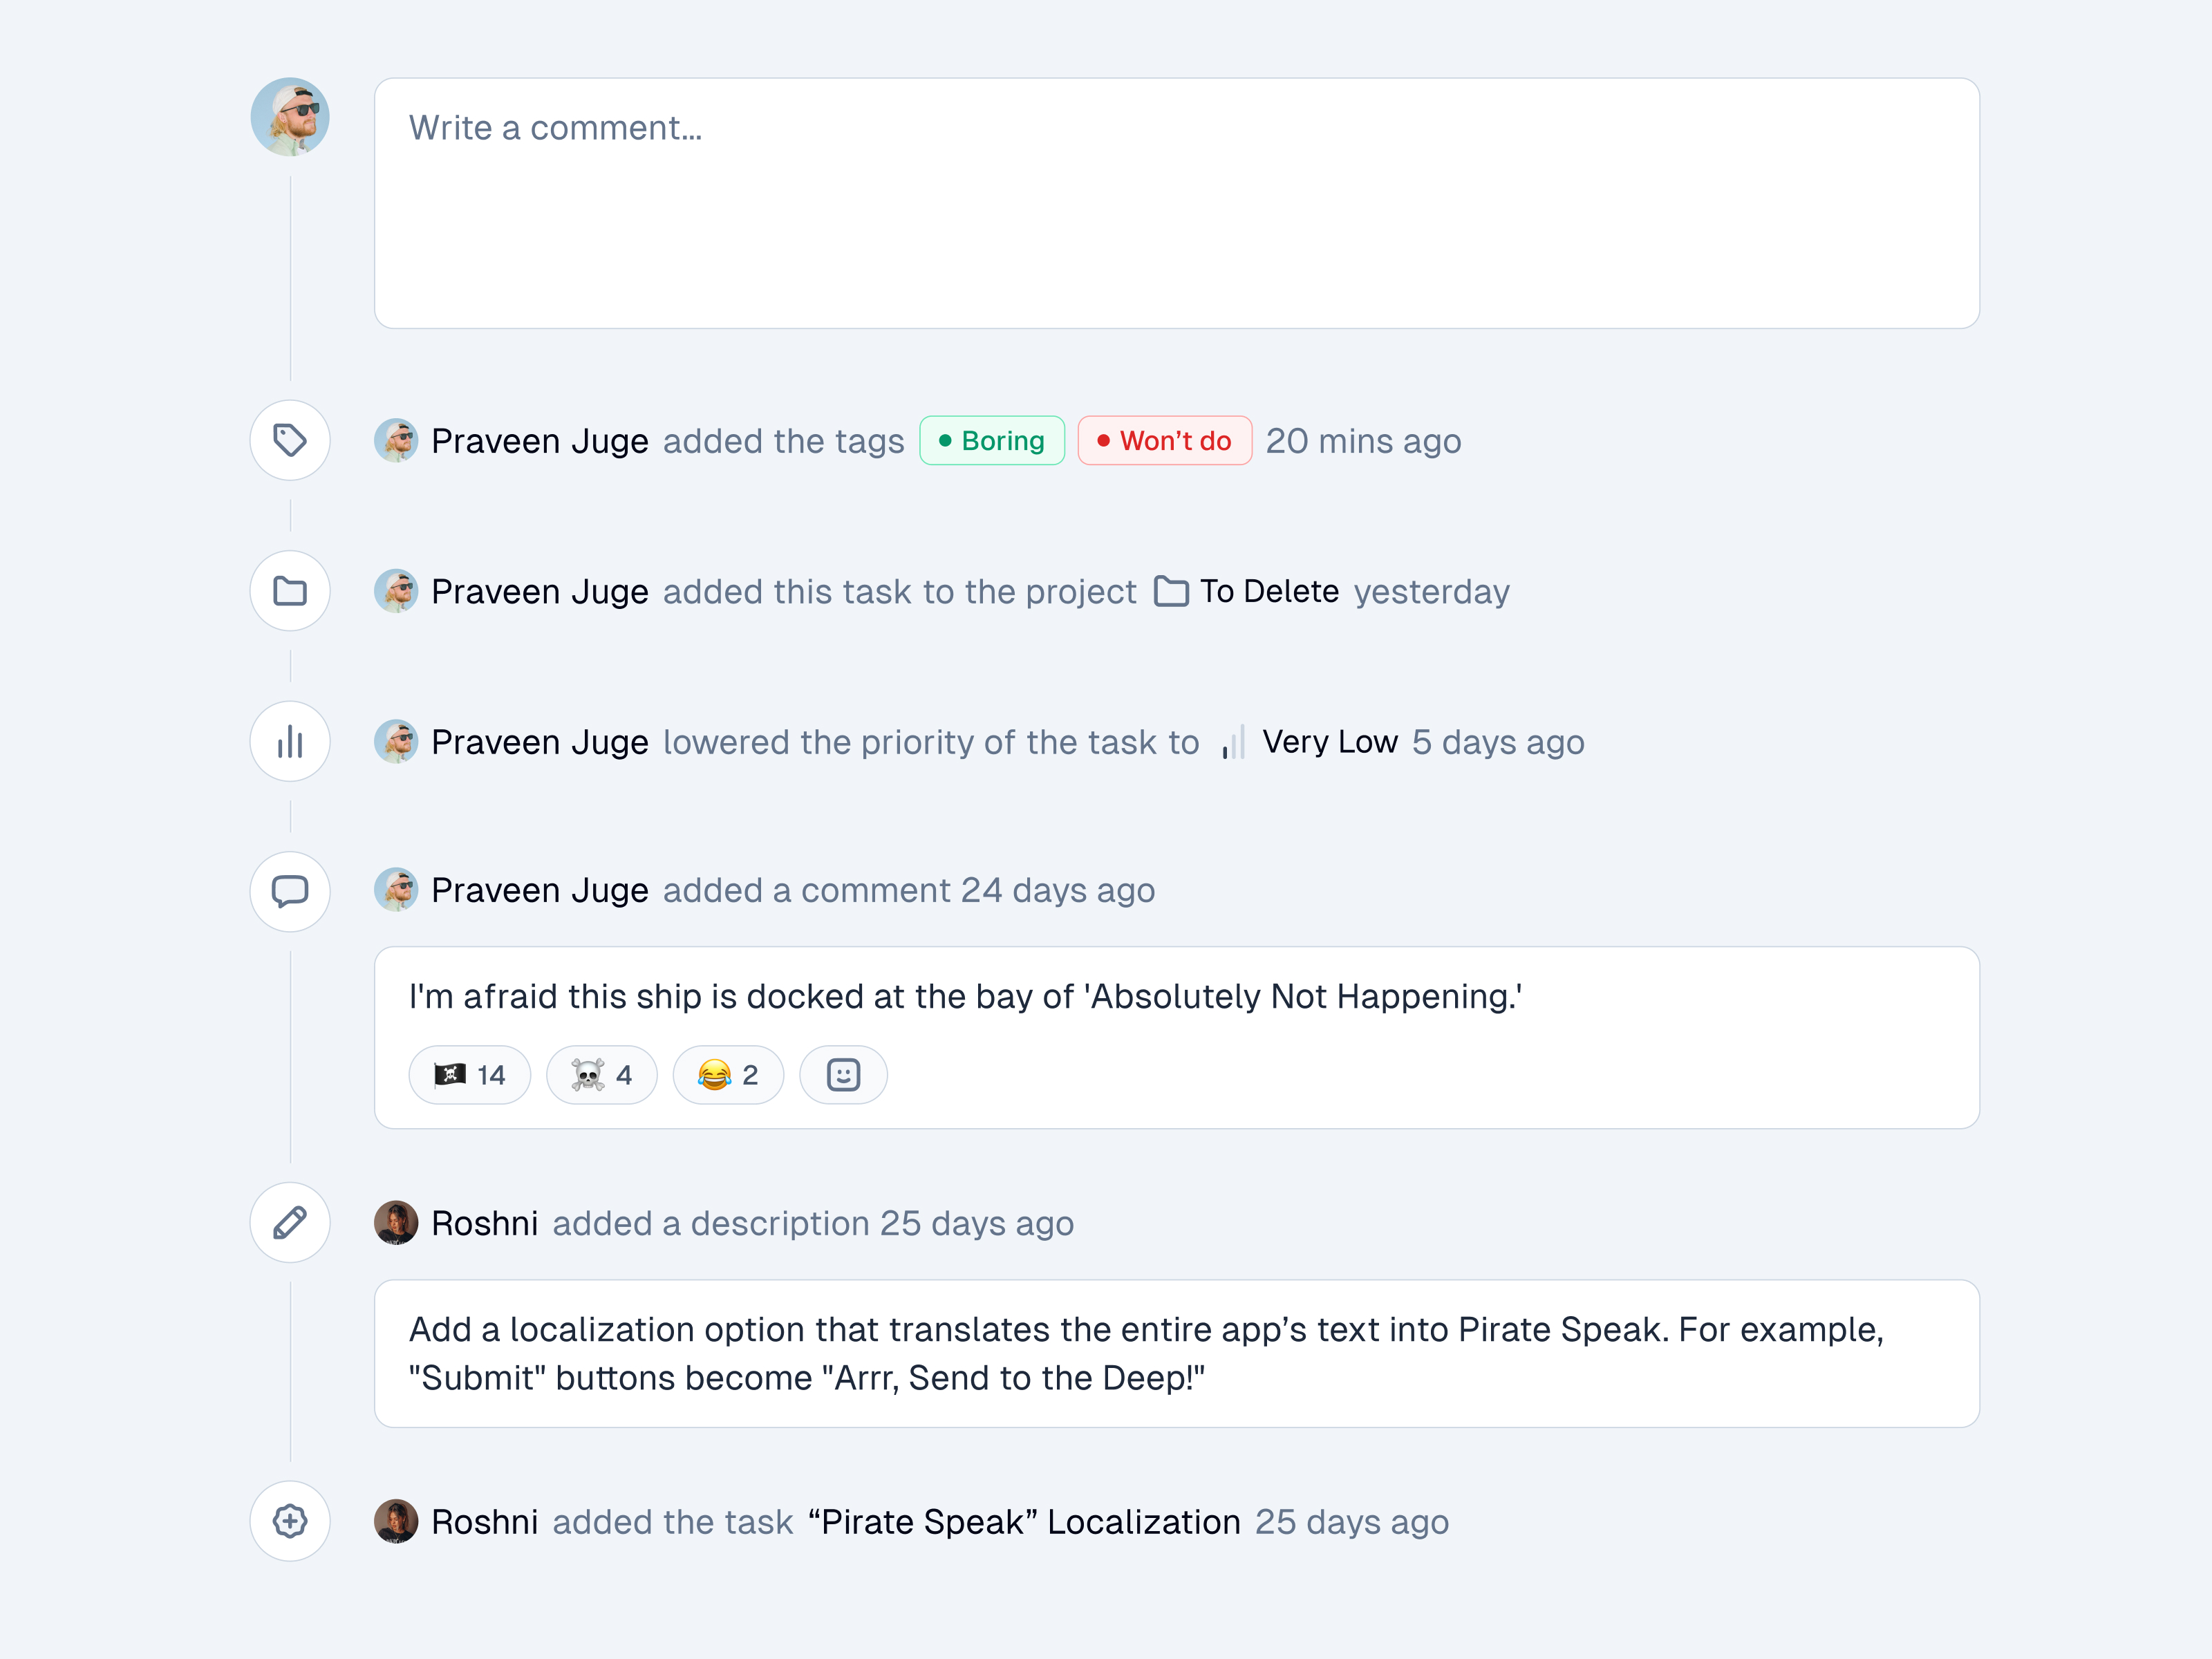 Write a comment...
Praveen Juge added the tags Boring Won’t do 20 mins ago
Praveen Juge added this task to the project To Delete yesterday
Praveen Juge lowered the priority of the task to Very Low 5 days ago
Praveen Juge added a comment 24 days ago
I'm afraid this ship is docked at the bay of 'Absolutely Not Happening.'
14 4 2
Roshni added a description 25 days ago
Add a localization option that translates the entire app’s text into Pirate Speak. For example,
"Submit" buttons become "Arrr, Send to the Deep!"
Roshni added the task “Pirate Speak” Localization 25 days ago